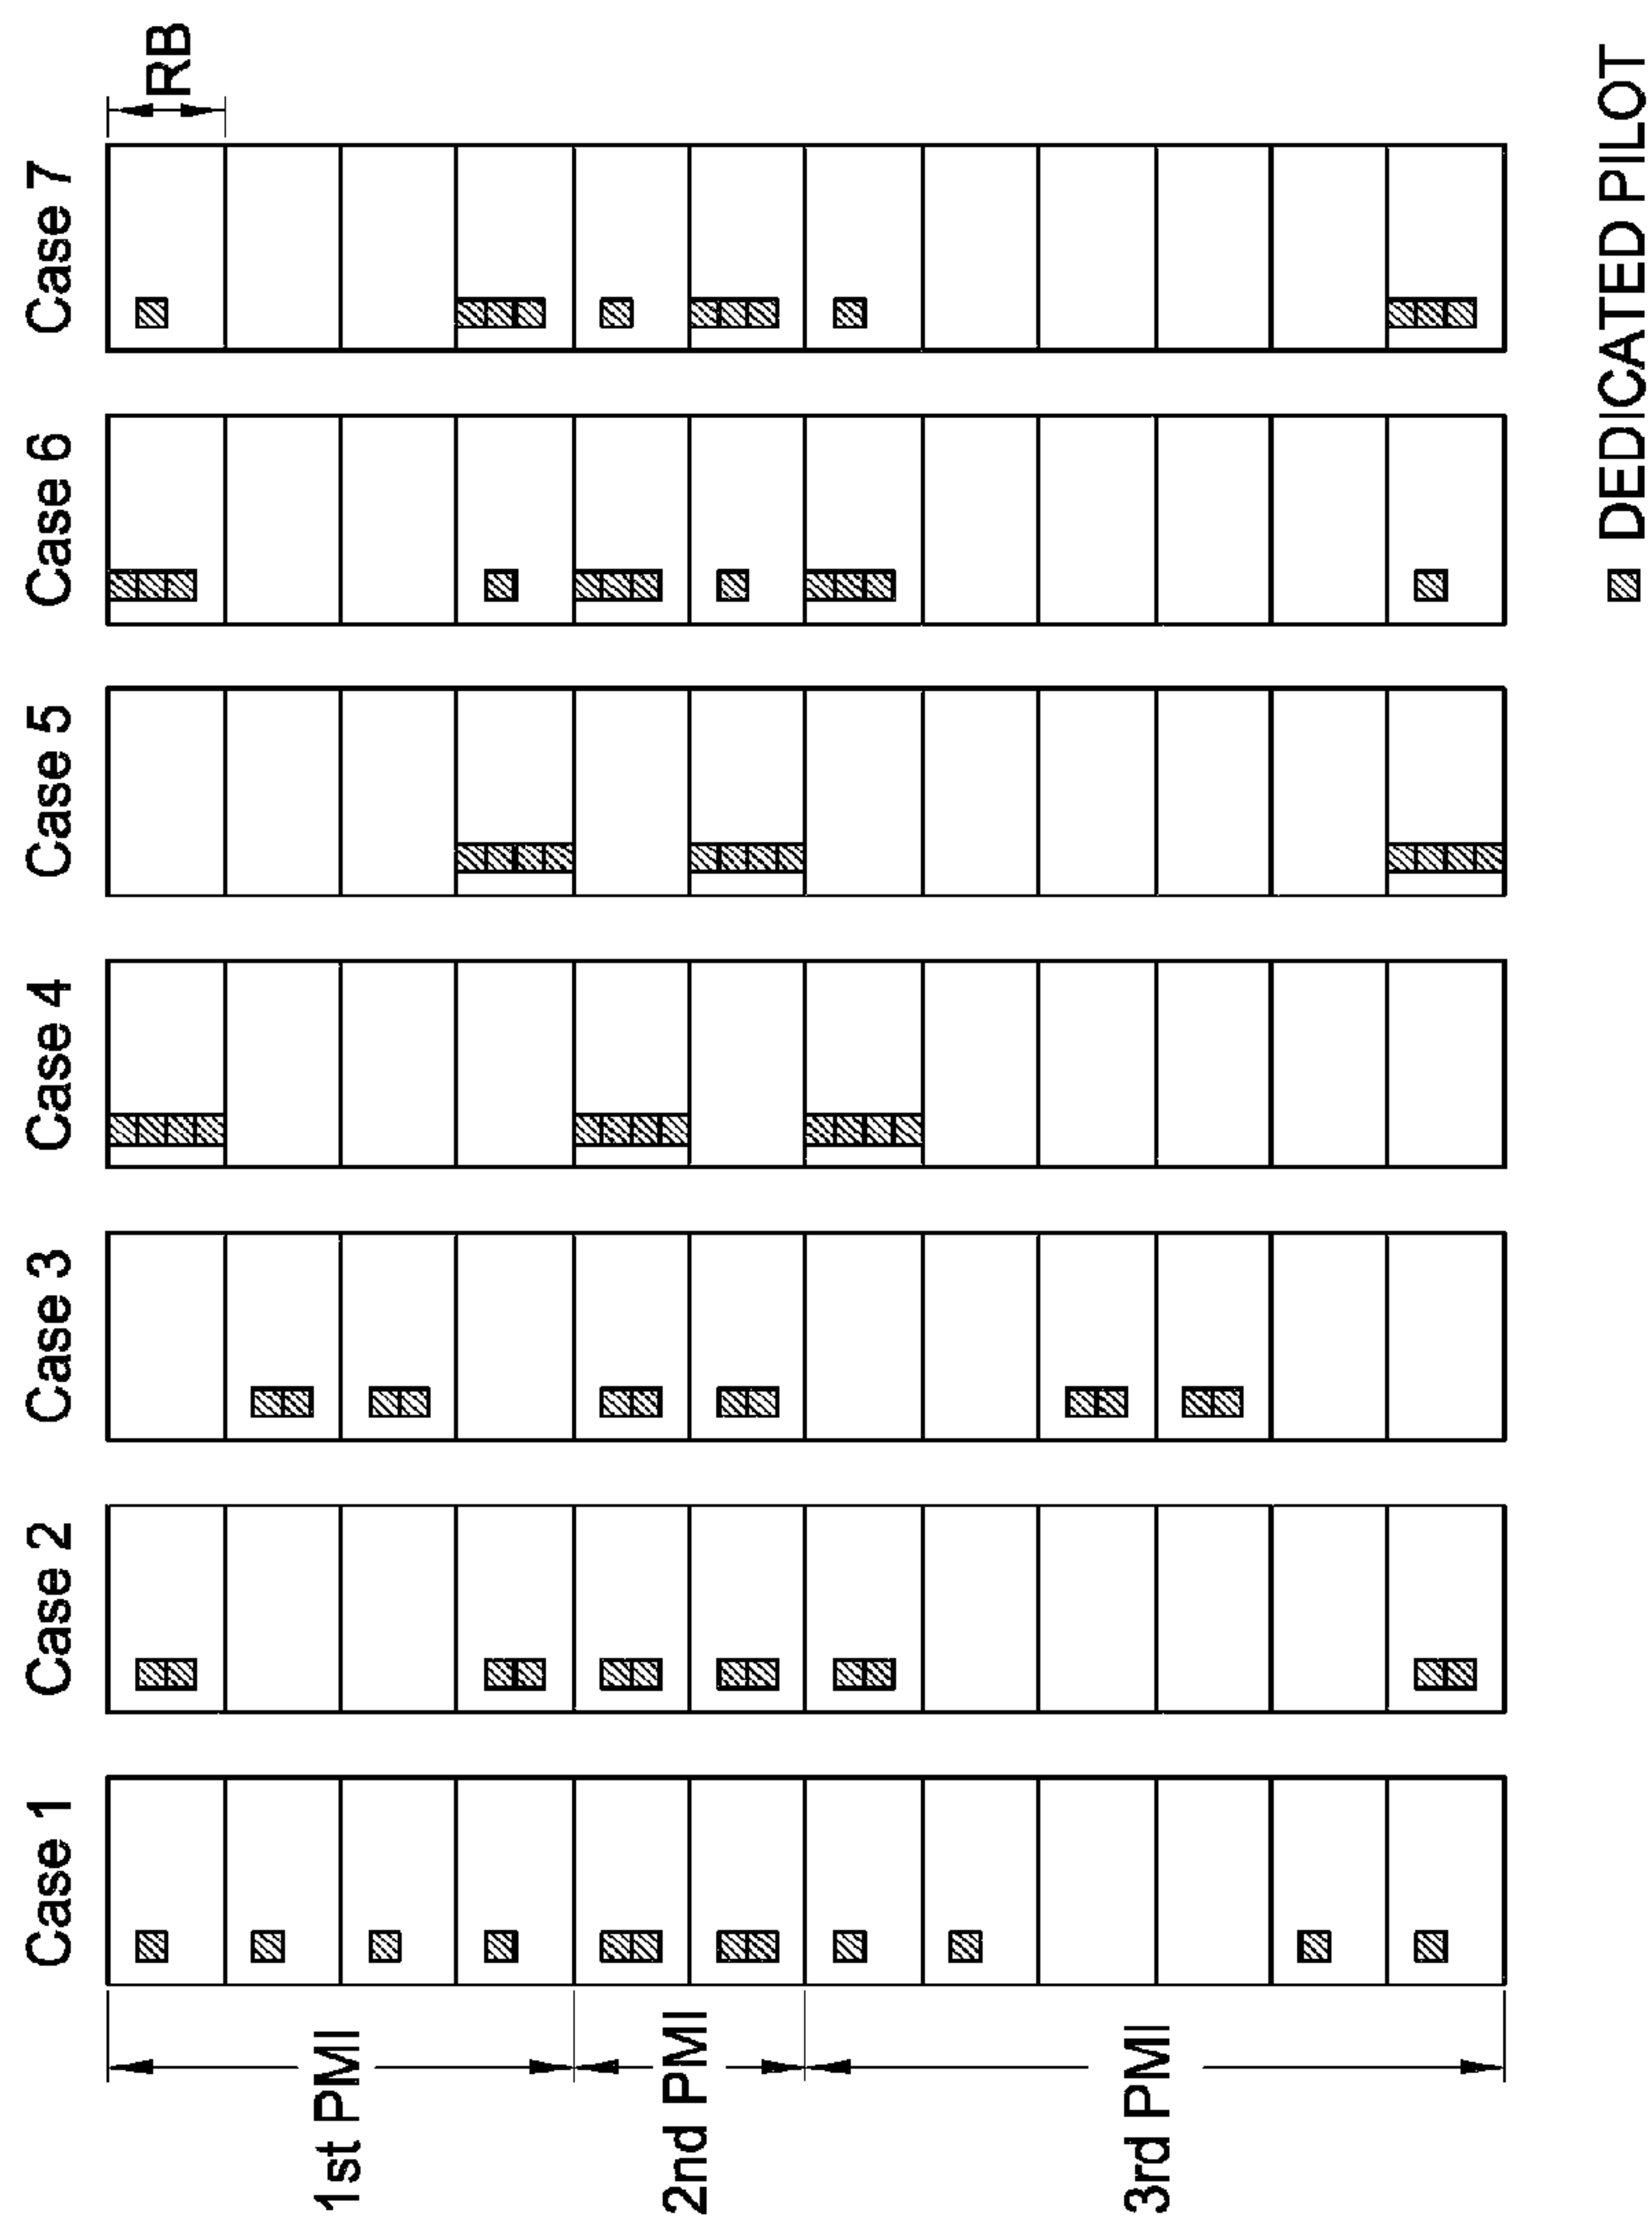 Case 1
Case 2
Case 3
Case 4
Case 5
Case 6
Case 7
RB
1st PMI
2nd PMI
3rd PMI
DEDICATED PILOT